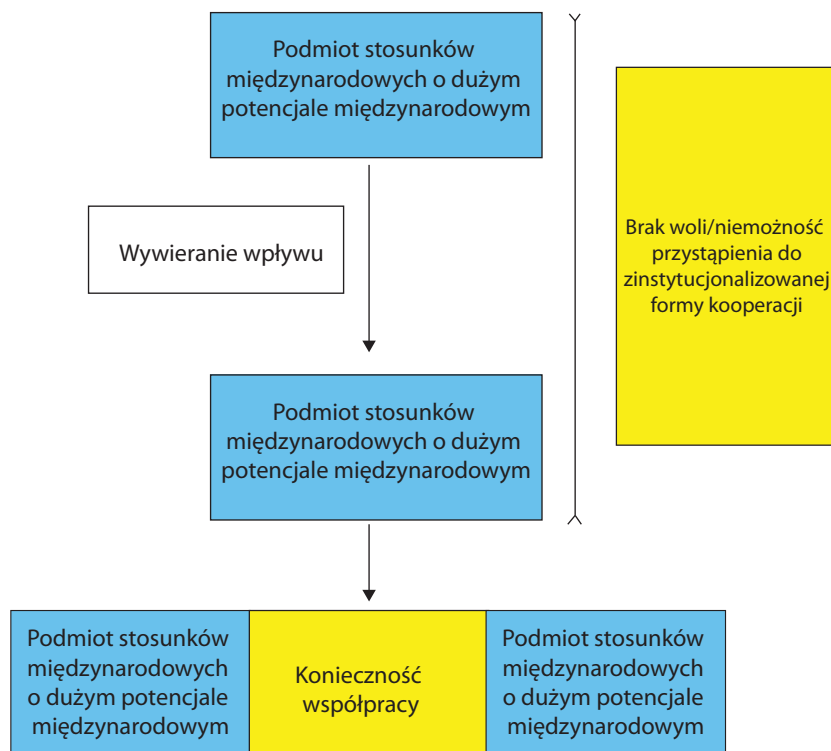 Podmiot stosunków
międzynarodowych o dużym
potencjale międzynarodowym
Wywieranie wpływu
Brak woli/niemożność
przystąpienia do
zinstytucjonalizowanej
formy kooperacji
Podmiot stosunków
międzynarodowych o dużym
potencjale międzynarodowym
Podmiot stosunków
międzynarodowych
o dużym potencjale
międzynarodowym
Konieczność
współpracy
Podmiot stosunków
międzynarodowych
o dużym potencjale
międzynarodowym